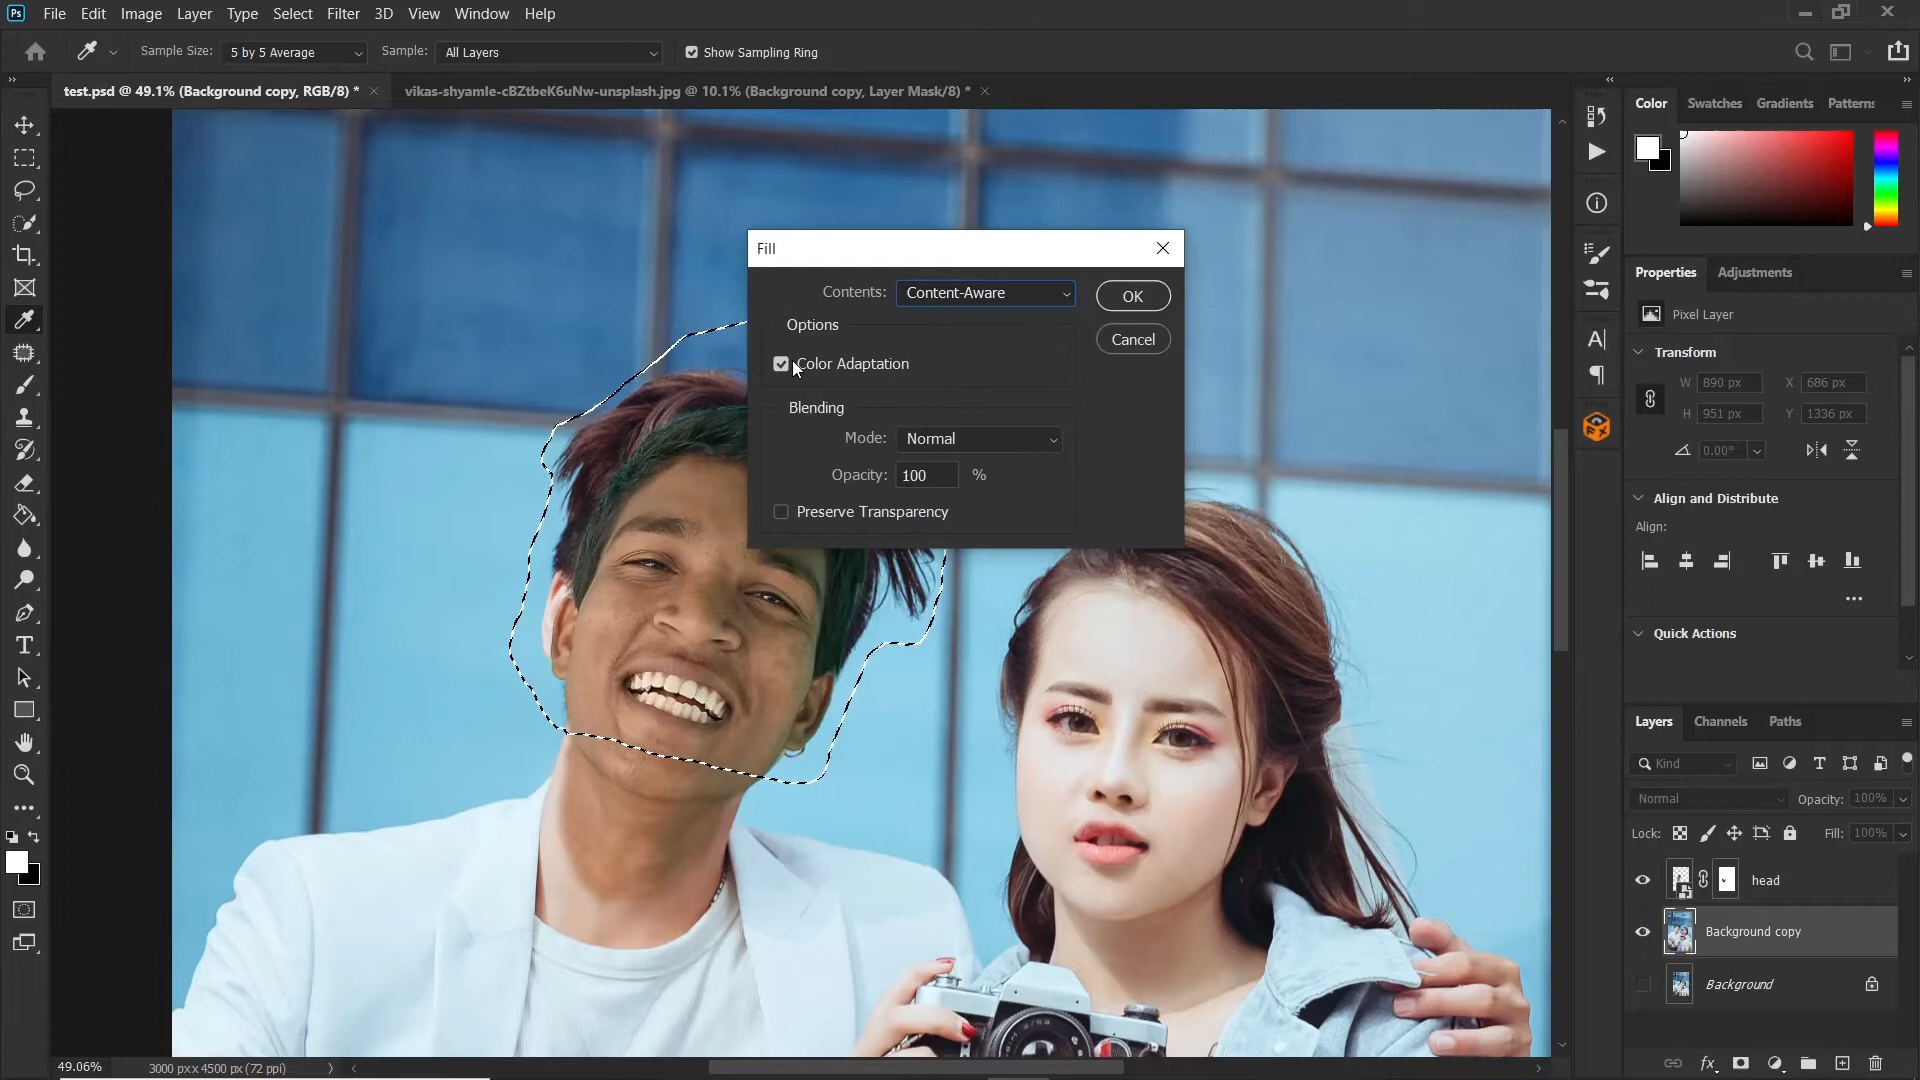 Ps File Edit Image Layer Type Select Filter 3D View Window Help
Sample Size: 5 by 5 Average Sample: All Layers Show Sampling Ring
test.psd @ 49.1% (Background copy, RGB/8) * vikas-shyamle-cBZtbeK6uNw-unsplash.jpg @ 10.1% (Background copy, Layer Mask/8) *
Fill
Contents: Content-Aware
OK
Options
Cancel
Color Adaptation
Blending
Mode: Normal
Opacity: 100 %
Preserve Transparency
Color Swatches Gradients Patterns
Properties Adjustments
Pixel Layer
Transform
W 890 px X 686 px
H 951 px Y 1336 px
0.00°
Align and Distribute
Align:
Quick Actions
Layers Channels Paths
Kind
Normal Opacity: 100%
Lock: Fill: 100%
head
Background copy
Background
fx
49.06% 3000 px x 4500 px (72 ppi)